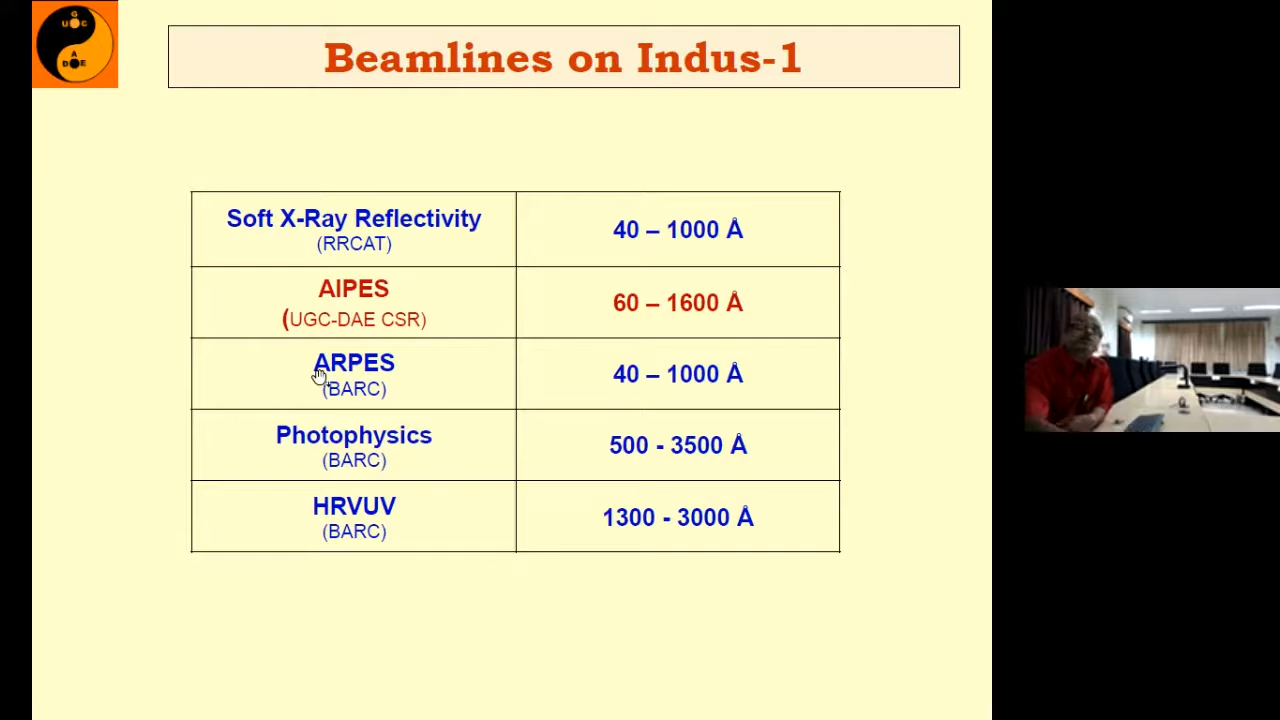 U G C
D A E
Beamlines on Indus-1
Soft X-Ray Reflectivity
(RRCAT)
40 – 1000 Å
AIPES
(UGC-DAE CSR)
60 – 1600 Å
ARPES
(BARC)
40 – 1000 Å
Photophysics
(BARC)
500 - 3500 Å
HRVUV
(BARC)
1300 - 3000 Å